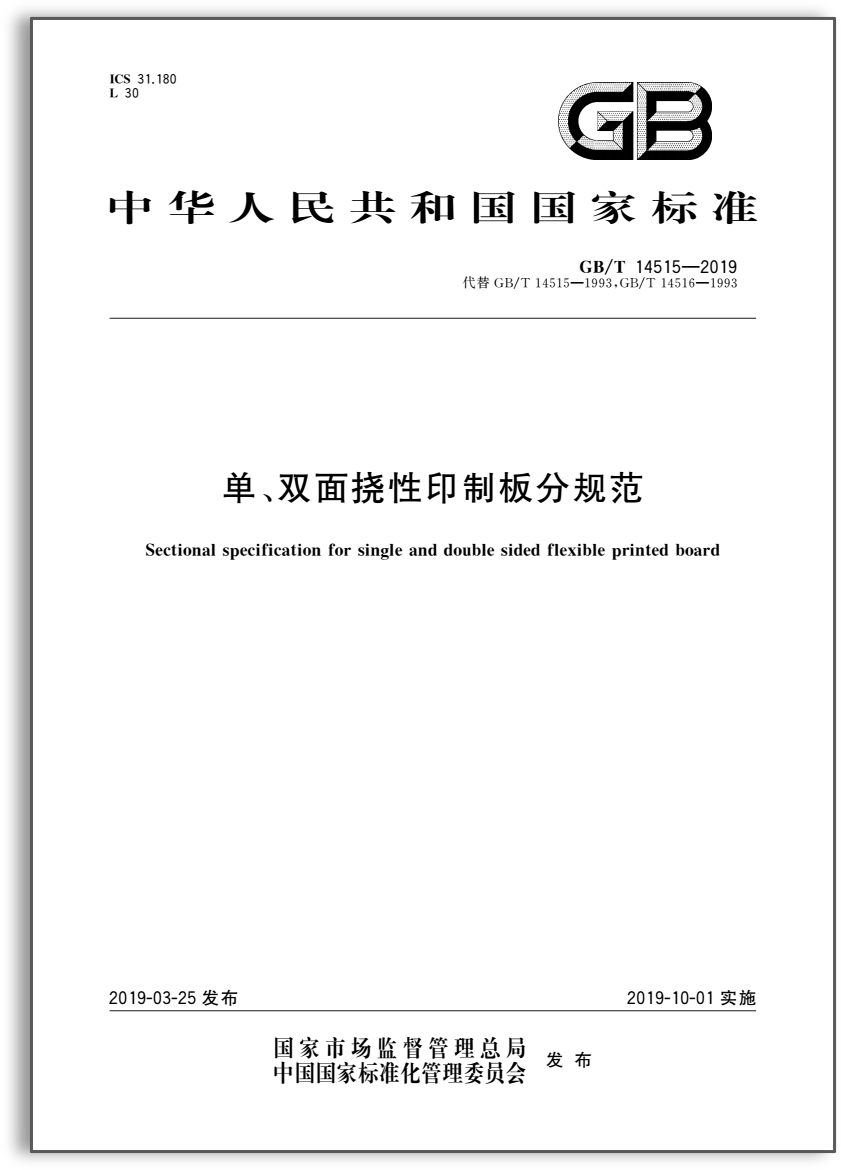 ICS 31.180
L 30
GB
中华人民共和国国家标准
GB/T 14515—2019
代替 GB/T 14515—1993,GB/T 14516—1993
单、双面挠性印制板分规范
Sectional specification for single and double sided flexible printed board
2019-03-25 发布
2019-10-01 实施
国家市场监督管理总局
中国国家标准化管理委员会
发布